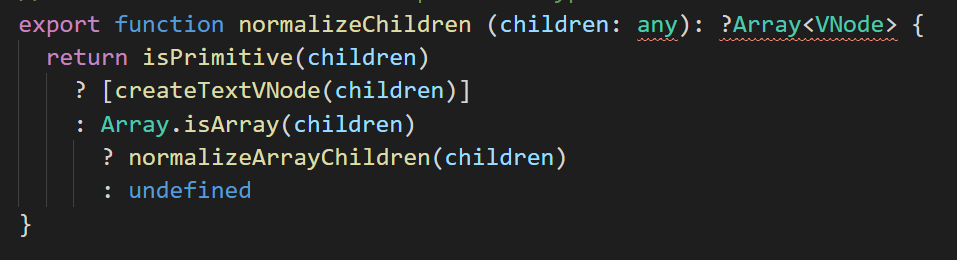 export function normalizeChildren (children: any): ?Array<VNode> {
  return isPrimitive(children)
    ? [createTextVNode(children)]
    : Array.isArray(children)
      ? normalizeArrayChildren(children)
      : undefined
}